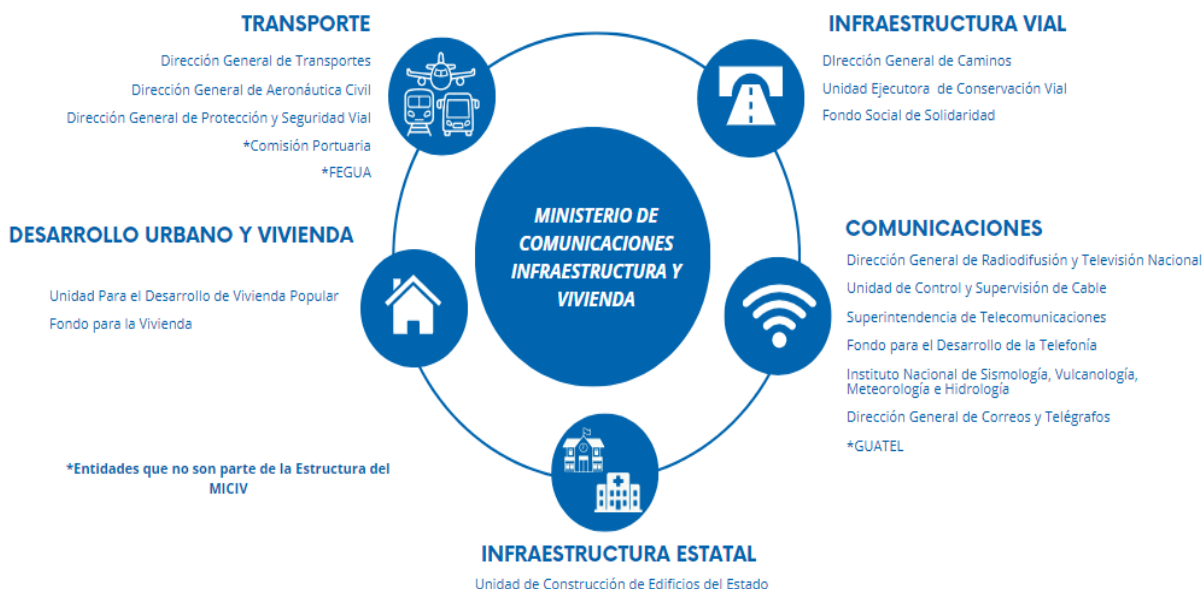 TRANSPORTE
Dirección General de Transportes
Dirección General de Aeronáutica Civil
Dirección General de Protección y Seguridad Vial
*Comisión Portuaria
*FEGUA
INFRAESTRUCTURA VIAL
DIrección General de Caminos
Unidad Ejecutora de Conservación Vial
Fondo Social de Solidaridad
MINISTERIO DE
COMUNICACIONES
INFRAESTRUCTURA Y
VIVIENDA
DESARROLLO URBANO Y VIVIENDA
Unidad Para el Desarrollo de Vivienda Popular
Fondo para la Vivienda
COMUNICACIONES
Dirección General de Radiodifusión y Televisión Nacional
Unidad de Control y Supervisión de Cable
Superintendencia de Telecomunicaciones
Fondo para el Desarrollo de la Telefonía
Instituto Nacional de Sismología, Vulcanología,
Meteorología e Hidrología
Dirección General de Correos y Telégrafos
*GUATEL
*Entidades que no son parte de la Estructura del
MICIV
INFRAESTRUCTURA ESTATAL
Unidad de Construcción de Edificios del Estado